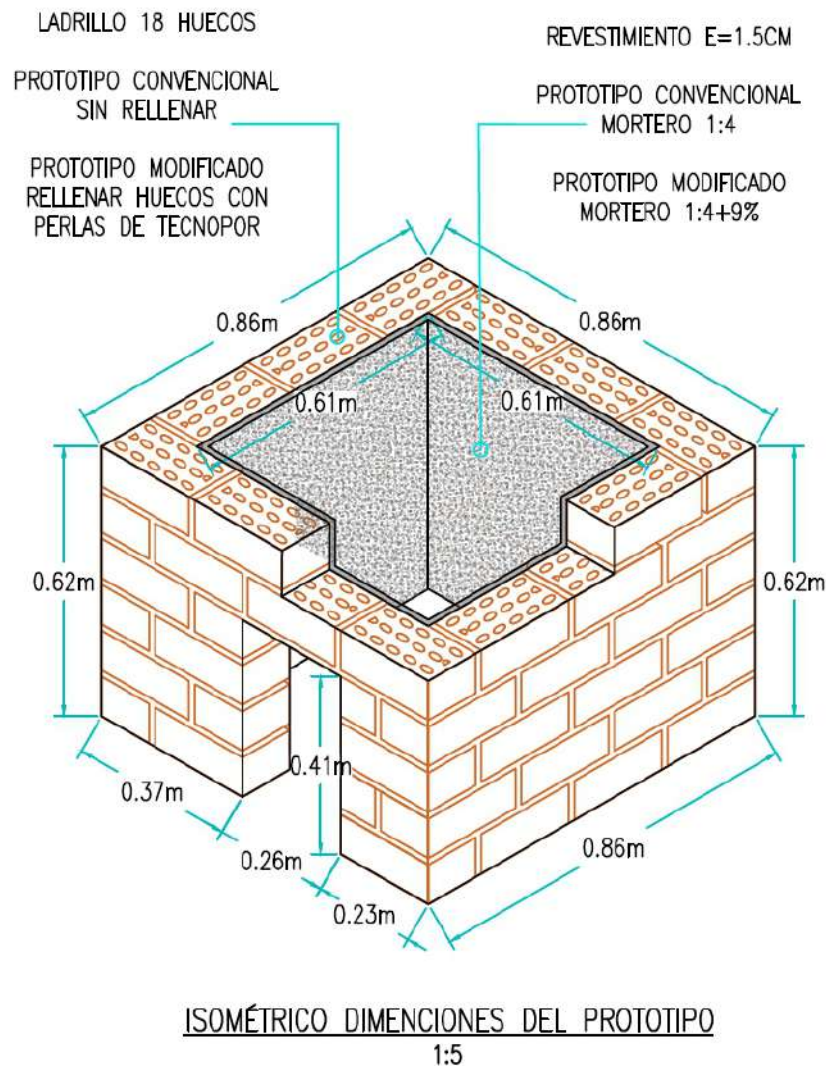 LADRILLO 18 HUECOS
PROTOTIPO CONVENCIONAL
SIN RELLENAR
PROTOTIPO MODIFICADO
RELLENAR HUECOS CON
PERLAS DE TECNOPOR
REVESTIMIENTO E=1.5CM
PROTOTIPO CONVENCIONAL
MORTERO 1:4
PROTOTIPO MODIFICADO
MORTERO 1:4+9%
0.86m
0.86m
0.61m
0.61m
0.62m
0.62m
0.41m
0.37m
0.26m
0.23m
0.86m
ISOMÉTRICO DIMENCIONES DEL PROTOTIPO
1:5